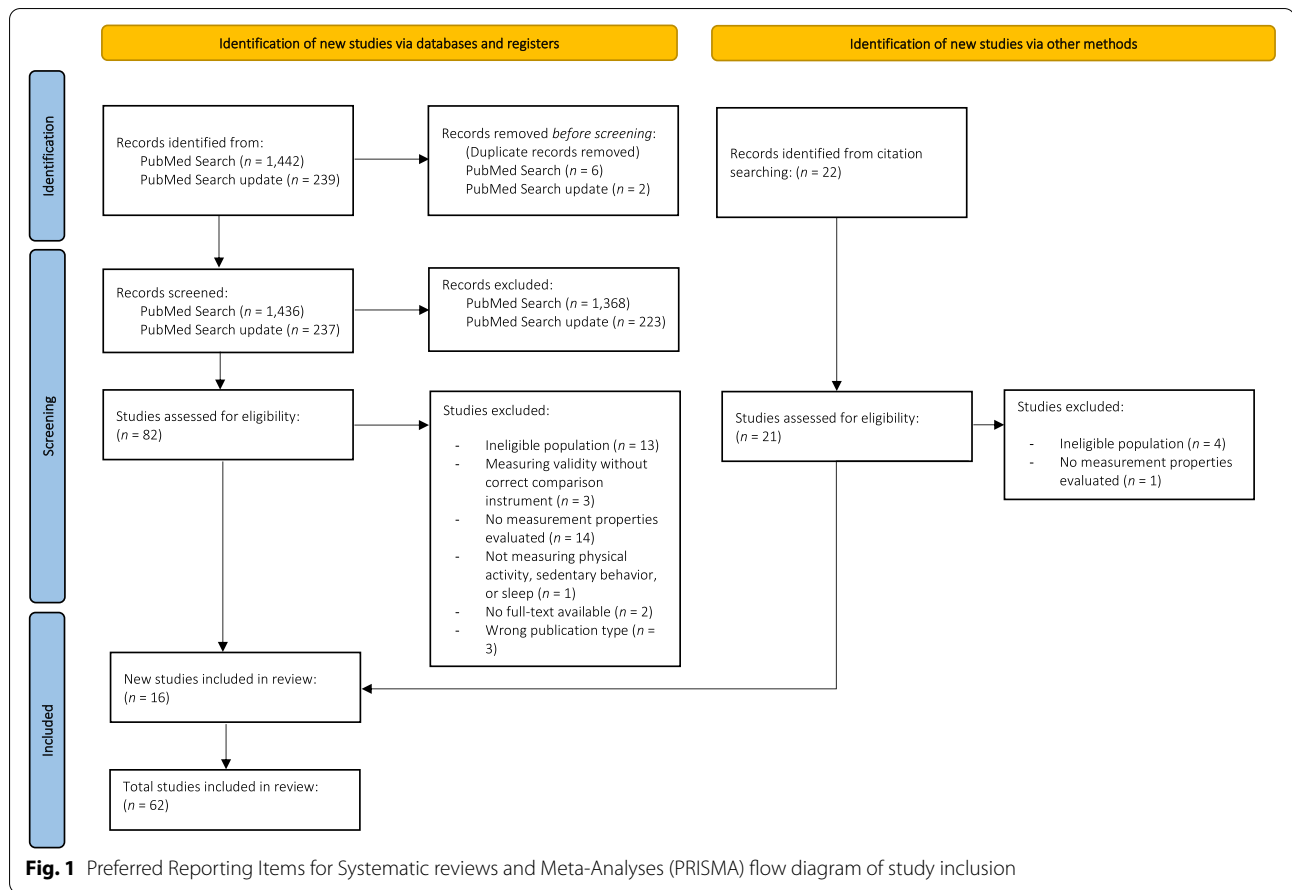 Identification of new studies via databases and registers
Identification of new studies via other methods
Identification
Records identified from:
PubMed Search (n = 1,442)
PubMed Search update (n = 239)
Records removed before screening:
(Duplicate records removed)
PubMed Search (n = 6)
PubMed Search update (n = 2)
Records identified from citation
searching: (n = 22)
Screening
Records screened:
PubMed Search (n = 1,436)
PubMed Search update (n = 237)
Records excluded:
PubMed Search (n = 1,368)
PubMed Search update (n = 223)
Studies assessed for eligibility:
(n = 82)
Studies excluded:
- Ineligible population (n = 13)
- Measuring validity without
correct comparison
instrument (n = 3)
- No measurement properties
evaluated (n = 14)
- Not measuring physical
activity, sedentary behavior,
or sleep (n = 1)
- No full-text available (n = 2)
- Wrong publication type (n =
3)
Studies assessed for eligibility:
(n = 21)
Studies excluded:
- Ineligible population (n = 4)
- No measurement properties
evaluated (n = 1)
Included
New studies included in review:
(n = 16)
Total studies included in review:
(n = 62)
Fig. 1 Preferred Reporting Items for Systematic reviews and Meta-Analyses (PRISMA) flow diagram of study inclusion